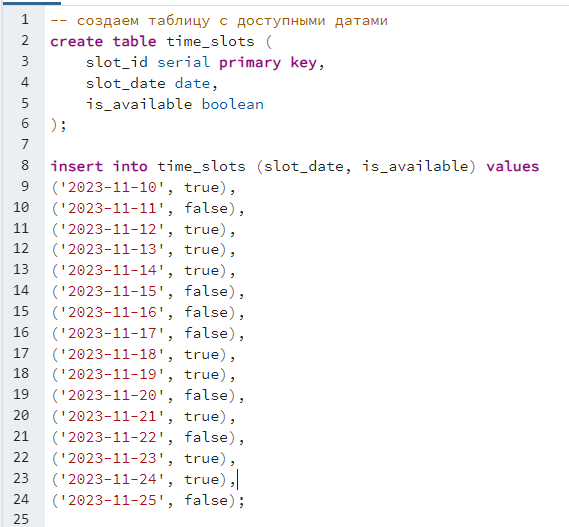 1 -- создаем таблицу с доступными датами
2 create table time_slots (
3     slot_id serial primary key,
4     slot_date date,
5     is_available boolean
6 );
7
8 insert into time_slots (slot_date, is_available) values
9 ('2023-11-10', true),
10 ('2023-11-11', false),
11 ('2023-11-12', true),
12 ('2023-11-13', true),
13 ('2023-11-14', true),
14 ('2023-11-15', false),
15 ('2023-11-16', false),
16 ('2023-11-17', false),
17 ('2023-11-18', true),
18 ('2023-11-19', true),
19 ('2023-11-20', false),
20 ('2023-11-21', true),
21 ('2023-11-22', false),
22 ('2023-11-23', true),
23 ('2023-11-24', true),
24 ('2023-11-25', false);
25